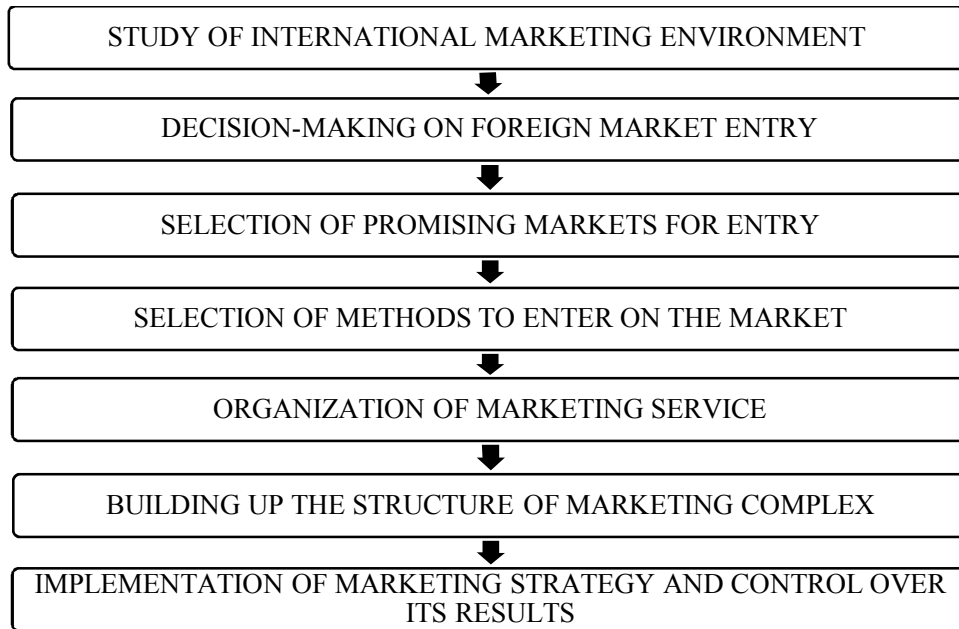 STUDY OF INTERNATIONAL MARKETING ENVIRONMENT
DECISION-MAKING ON FOREIGN MARKET ENTRY
SELECTION OF PROMISING MARKETS FOR ENTRY
SELECTION OF METHODS TO ENTER ON THE MARKET
ORGANIZATION OF MARKETING SERVICE
BUILDING UP THE STRUCTURE OF MARKETING COMPLEX
IMPLEMENTATION OF MARKETING STRATEGY AND CONTROL OVER
ITS RESULTS